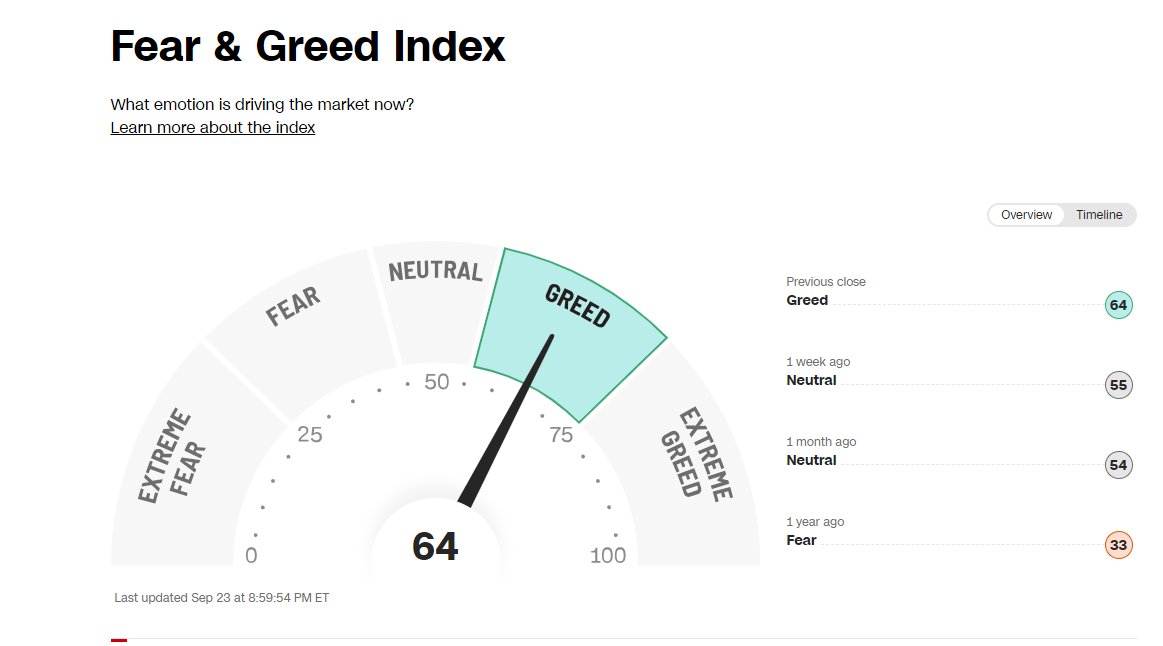 Fear & Greed Index
What emotion is driving the market now?
Learn more about the index
Overview
Timeline
EXTREME
FEAR
FEAR
NEUTRAL
GREED
EXTREME
GREED
0
25
50
75
100
64
Last updated Sep 23 at 8:59:54 PM ET
Previous close
Greed
64
1 week ago
Neutral
55
1 month ago
Neutral
54
1 year ago
Fear
33